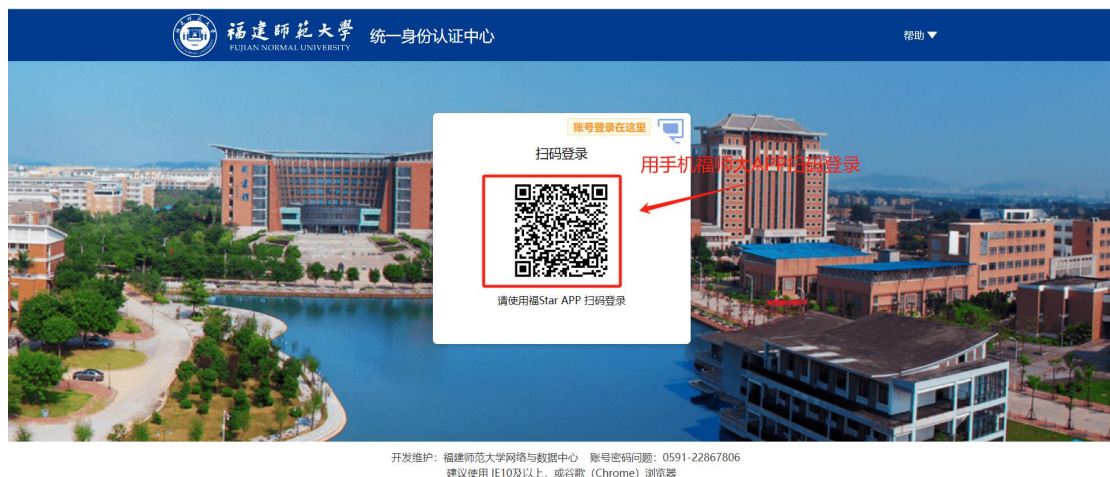 福建师范大学
FUJIAN NORMAL UNIVERSITY
统一身份认证中心
帮助▼
账号登录在这里
扫码登录
用手机福师大APP扫码登录
请使用福Star APP 扫码登录
开发维护：福建师范大学网络与数据中心 账号密码问题：0591-22867806
建议使用 IE10及以上，或谷歌（Chrome）浏览器